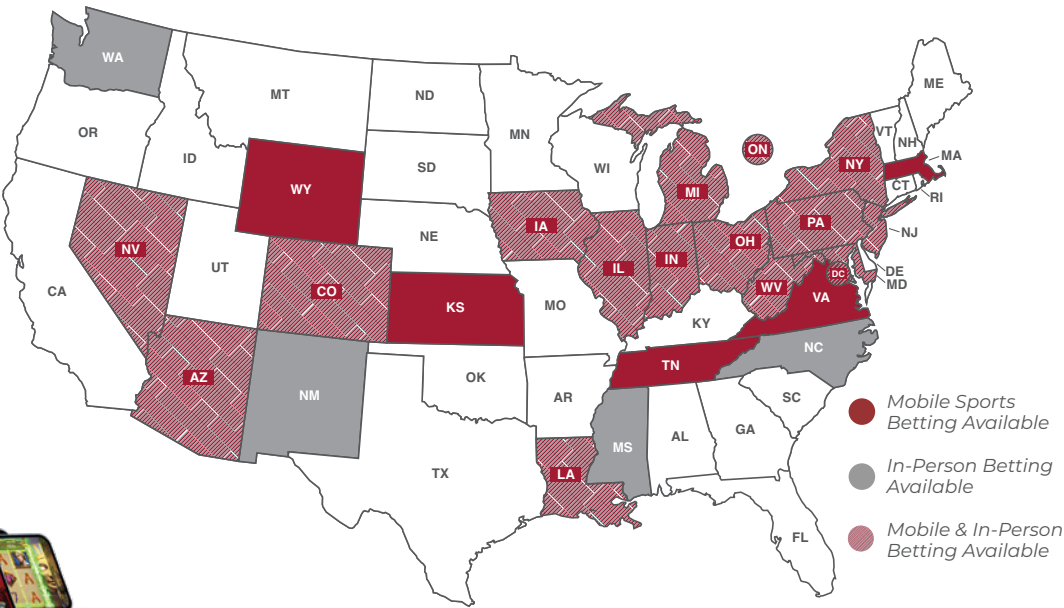 WA
MT
ND
MN
ME
OR
ID
SD
WI
VT
NH
ON
NY
MA
WY
MI
CT
RI
NE
IA
PA
NJ
NV
UT
CO
IL
IN
OH
WV
DC
DE
MD
CA
KS
MO
VA
KY
NC
AZ
NM
OK
TN
AR
SC
MS
AL
GA
TX
LA
FL
Mobile Sports
Betting Available
In-Person Betting
Available
Mobile & In-Person
Betting Available